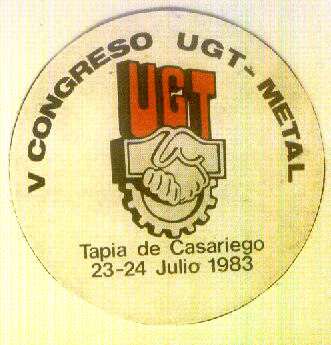 V CONGRESO UGT-METAL
UGT
Tapia de Casariego
23-24 Julio 1983